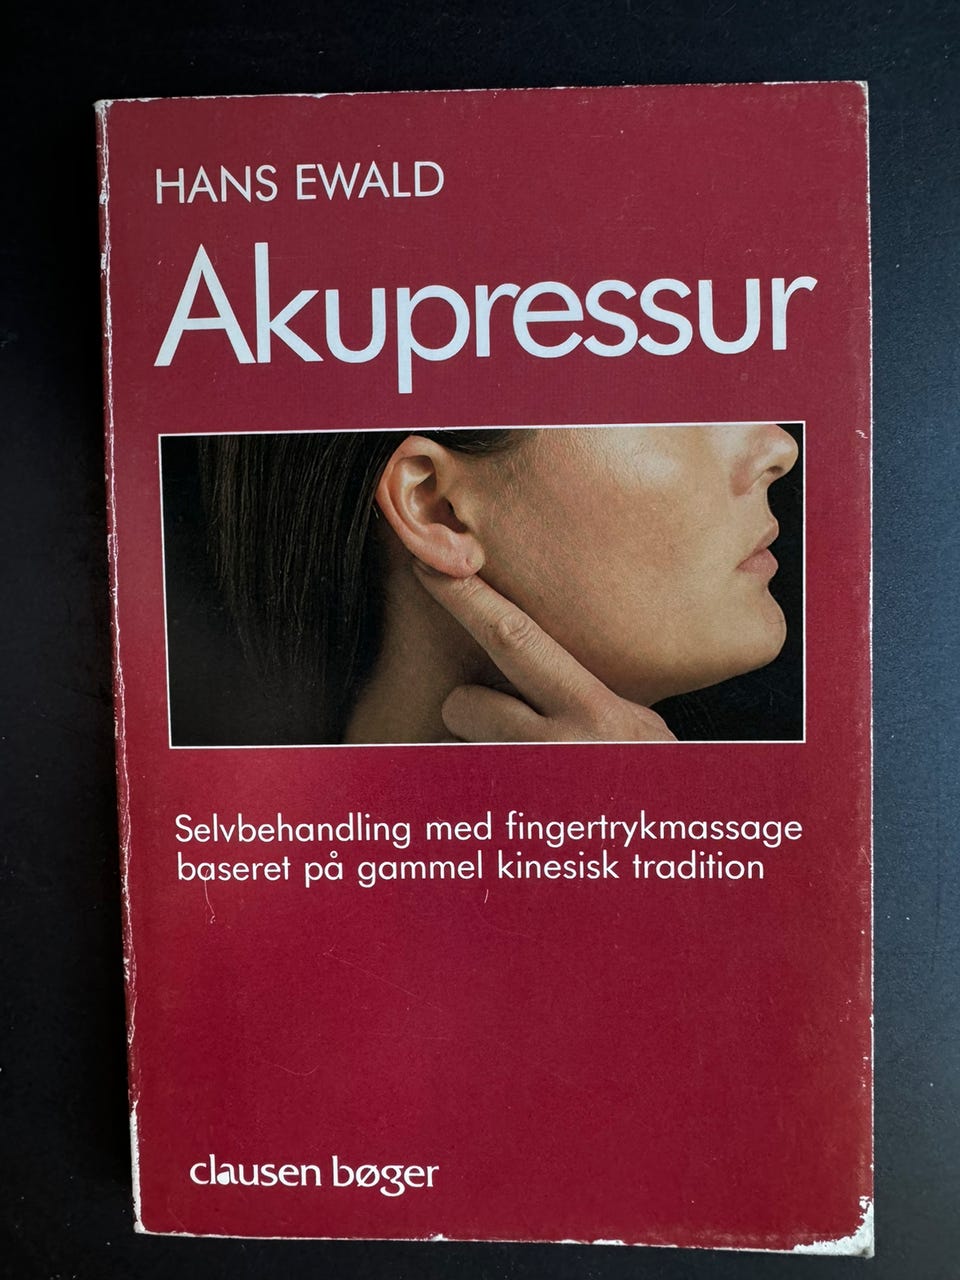 HANS EWALD
Akupressur
Selvbehandling med fingertrykmassage
baseret på gammel kinesisk tradition
clausen bøger